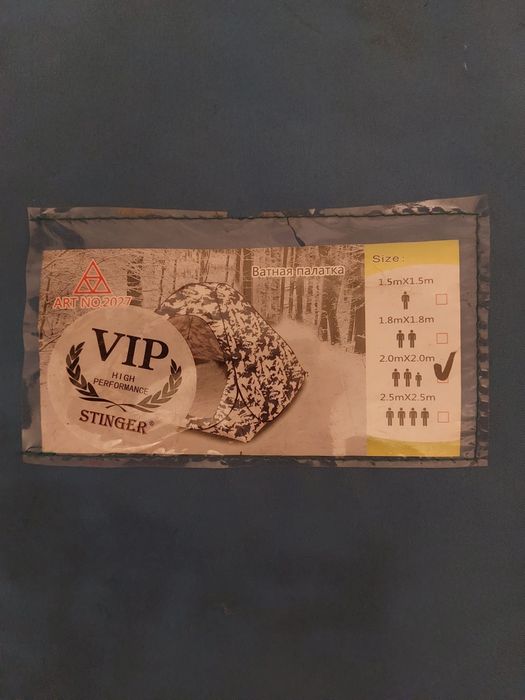 Ватная палатка
ART NO.2027
VIP
HIGH
PERFORMANCE
STINGER®
Size:
1.5mX1.5m
1.8mX1.8m
2.0mX2.0m
2.5mX2.5m